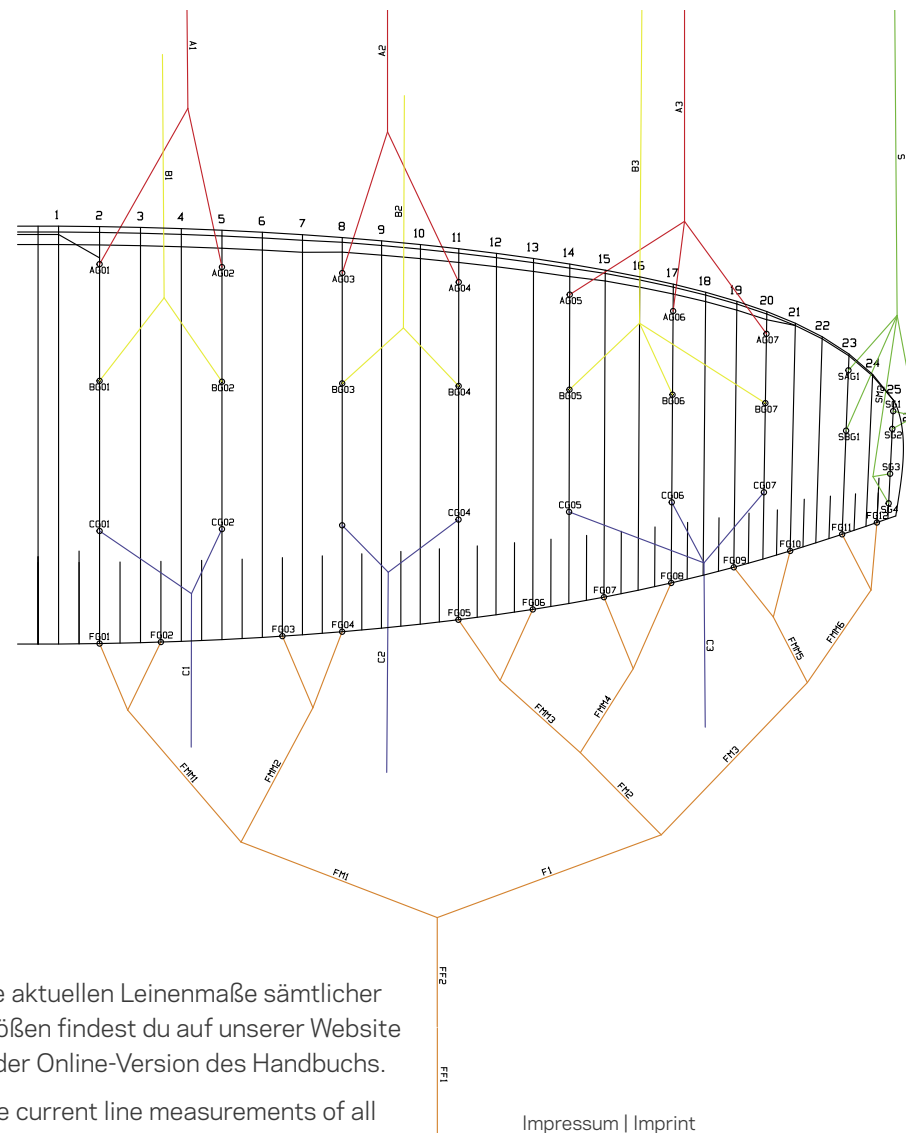 A1
A2
A3
S
B1
B2
B3
1 2 3 4 5 6 7 8 9 10 11 12 13 14 15 16 17 18 19 20 21 22 23 24 25
AG01 AG02 AG03 AG04 AG05 AG06 AG07
SAG1
BG01 BG02 BG03 BG04 BG05 BG06 BG07
SBG1
SM2
SG1
SG2
SG3
SG4
CG01 CG02 CG04 CG05 CG06 CG07
FG01 FG02 FG03 FG04 FG05 FG06 FG07 FG08 FG09 FG10 FG11 FG12
C1
C2
C3
FMM1
FMM2
FMM3
FMM4
FMM5
FMM6
FM2
FM3
FM1
F1
FF2
FF1
e aktuellen Leinenmaße sämtlicher
ößen findest du auf unserer Website
der Online-Version des Handbuchs.
e current line measurements of all
Impressum | Imprint